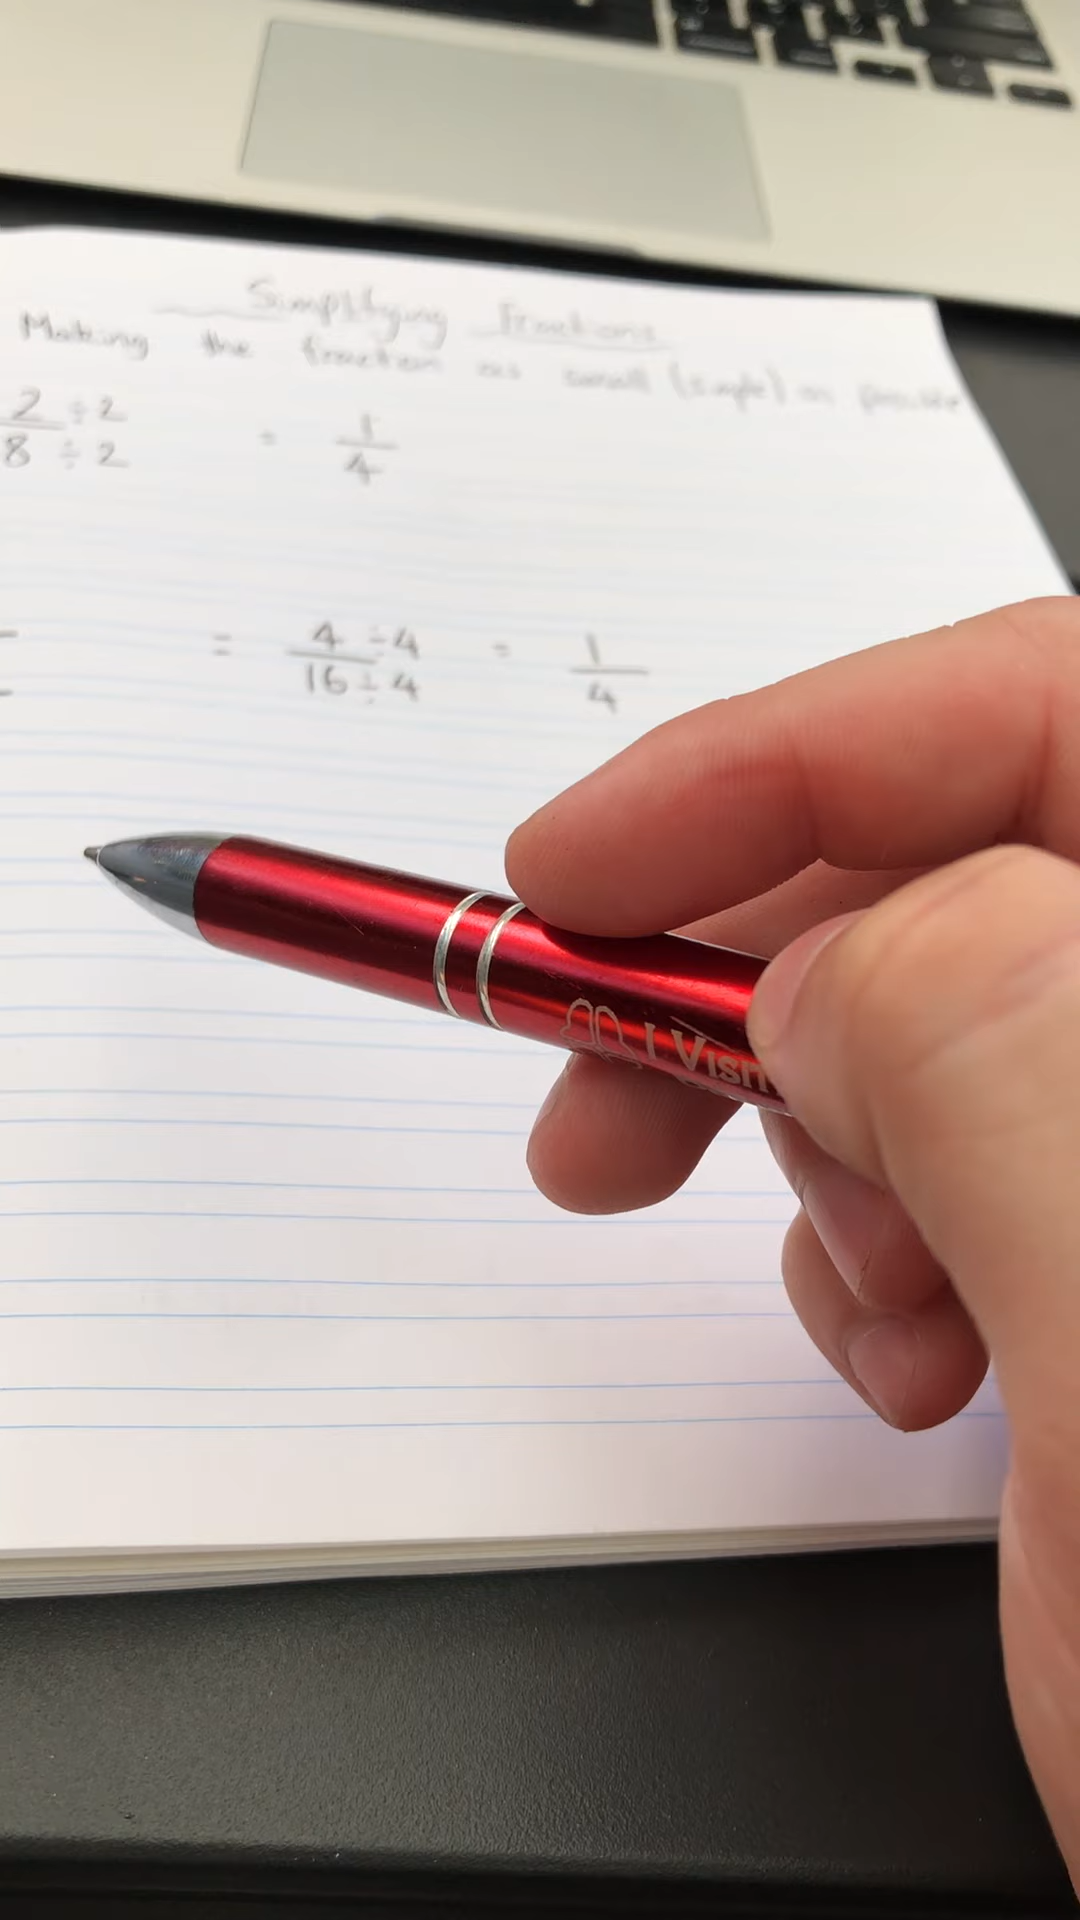 Simplifying Fractions
Making the fraction as small (simple) as possible
2 ÷ 2
8 ÷ 2
= 1
4
= 4 ÷ 4 = 1
16 ÷ 4 4
I VISIT